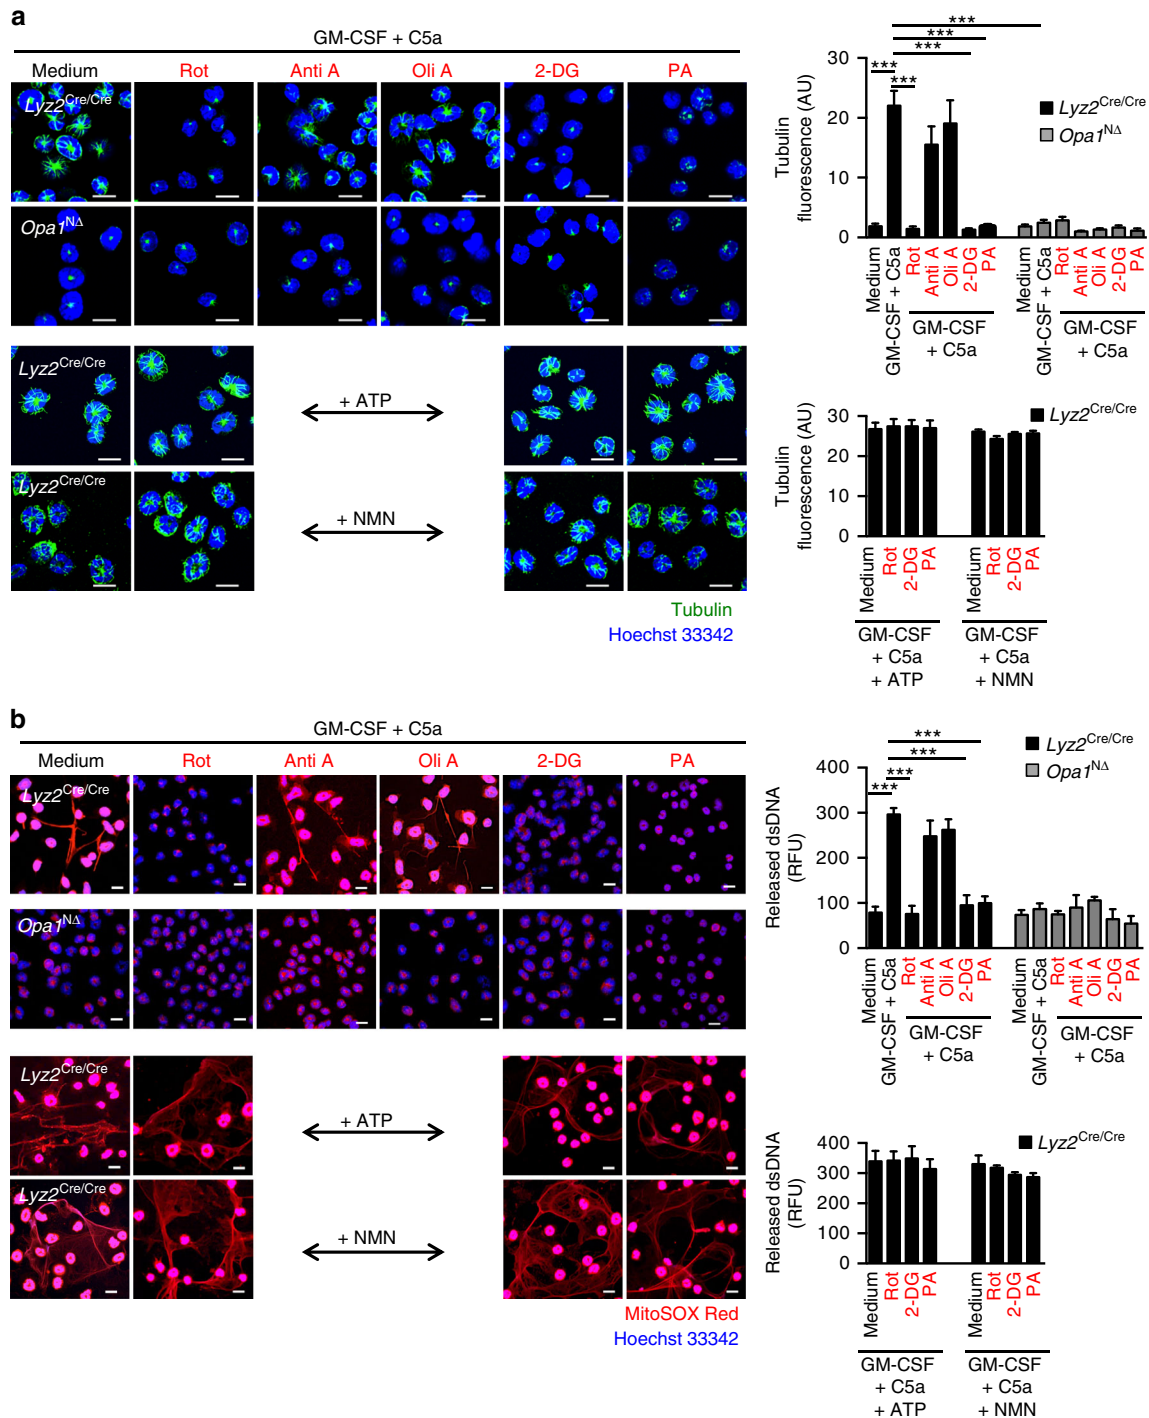 a
GM-CSF + C5a
Medium Rot Anti A Oli A 2-DG PA
Lyz2Cre/Cre
Opa1NΔ
Lyz2Cre/Cre
+ ATP
Lyz2Cre/Cre
+ NMN
Tubulin
Hoechst 33342
***
***
***
***
***
Tubulin
fluorescence (AU)
30
20
10
0
Lyz2Cre/Cre
Opa1NΔ
Medium
GM-CSF + C5a
Rot
Anti A
Oli A
2-DG
PA
GM-CSF
+ C5a
Medium
GM-CSF + C5a
Rot
Anti A
Oli A
2-DG
PA
GM-CSF
+ C5a
Tubulin
fluorescence (AU)
30
20
10
0
Lyz2Cre/Cre
Medium
Rot
2-DG
PA
GM-CSF
+ C5a
+ ATP
Medium
Rot
2-DG
PA
GM-CSF
+ C5a
+ NMN
b
GM-CSF + C5a
Medium Rot Anti A Oli A 2-DG PA
Lyz2Cre/Cre
Opa1NΔ
Lyz2Cre/Cre
+ ATP
Lyz2Cre/Cre
+ NMN
MitoSOX Red
Hoechst 33342
***
***
***
***
Released dsDNA
(RFU)
400
300
200
100
0
Lyz2Cre/Cre
Opa1NΔ
Medium
GM-CSF + C5a
Rot
Anti A
Oli A
2-DG
PA
GM-CSF
+ C5a
Medium
GM-CSF + C5a
Rot
Anti A
Oli A
2-DG
PA
GM-CSF
+ C5a
Released dsDNA
(RFU)
400
300
200
100
0
Lyz2Cre/Cre
Medium
Rot
2-DG
PA
GM-CSF
+ C5a
+ ATP
Medium
Rot
2-DG
PA
GM-CSF
+ C5a
+ NMN